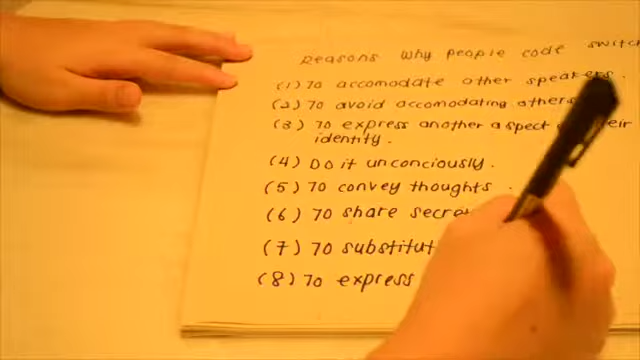 Reasons why people code switch
(1) To accomodate other speakers.
(2) To avoid accomodating others
(3) To express another aspect of their
identity.
(4) Do it unconciously.
(5) To convey thoughts.
(6) To share
(7) To
(8) To express